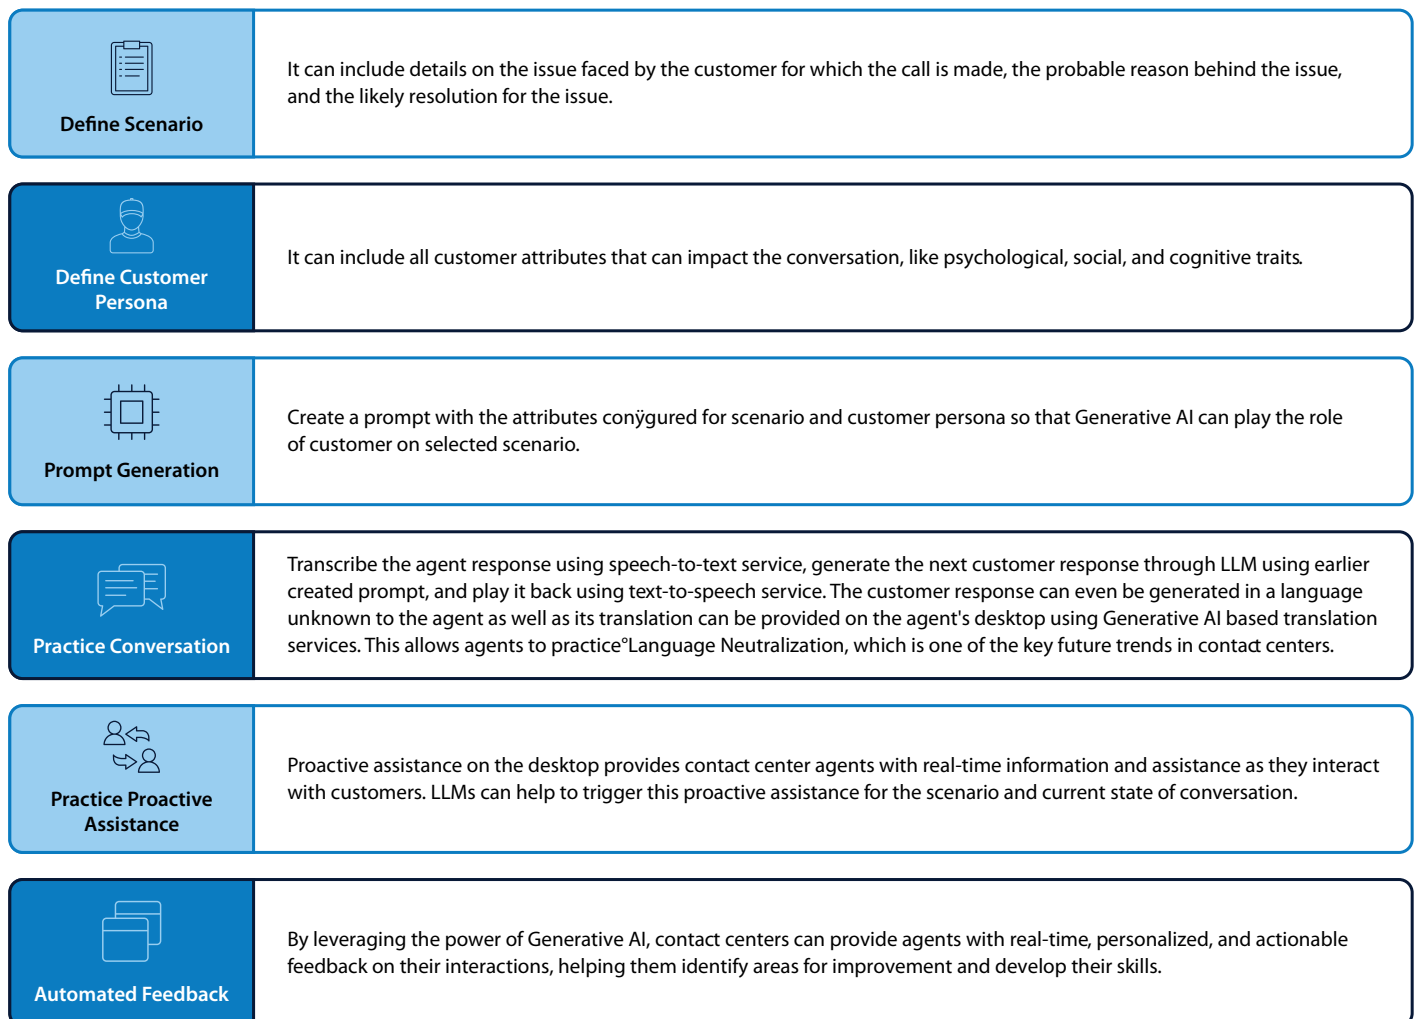 Define Scenario
It can include details on the issue faced by the customer for which the call is made, the probable reason behind the issue,
and the likely resolution for the issue.
Define Customer
Persona
It can include all customer attributes that can impact the conversation, like psychological, social, and cognitive traits.
Prompt Generation
Create a prompt with the attributes conÿgured for scenario and customer persona so that Generative AI can play the role
of customer on selected scenario.
Practice Conversation
Transcribe the agent response using speech-to-text service, generate the next customer response through LLM using earlier
created prompt, and play it back using text-to-speech service. The customer response can even be generated in a language
unknown to the agent as well as its translation can be provided on the agent's desktop using Generative AI based translation
services. This allows agents to practice°Language Neutralization, which is one of the key future trends in contact centers.
Practice Proactive
Assistance
Proactive assistance on the desktop provides contact center agents with real-time information and assistance as they interact
with customers. LLMs can help to trigger this proactive assistance for the scenario and current state of conversation.
Automated Feedback
By leveraging the power of Generative AI, contact centers can provide agents with real-time, personalized, and actionable
feedback on their interactions, helping them identify areas for improvement and develop their skills.